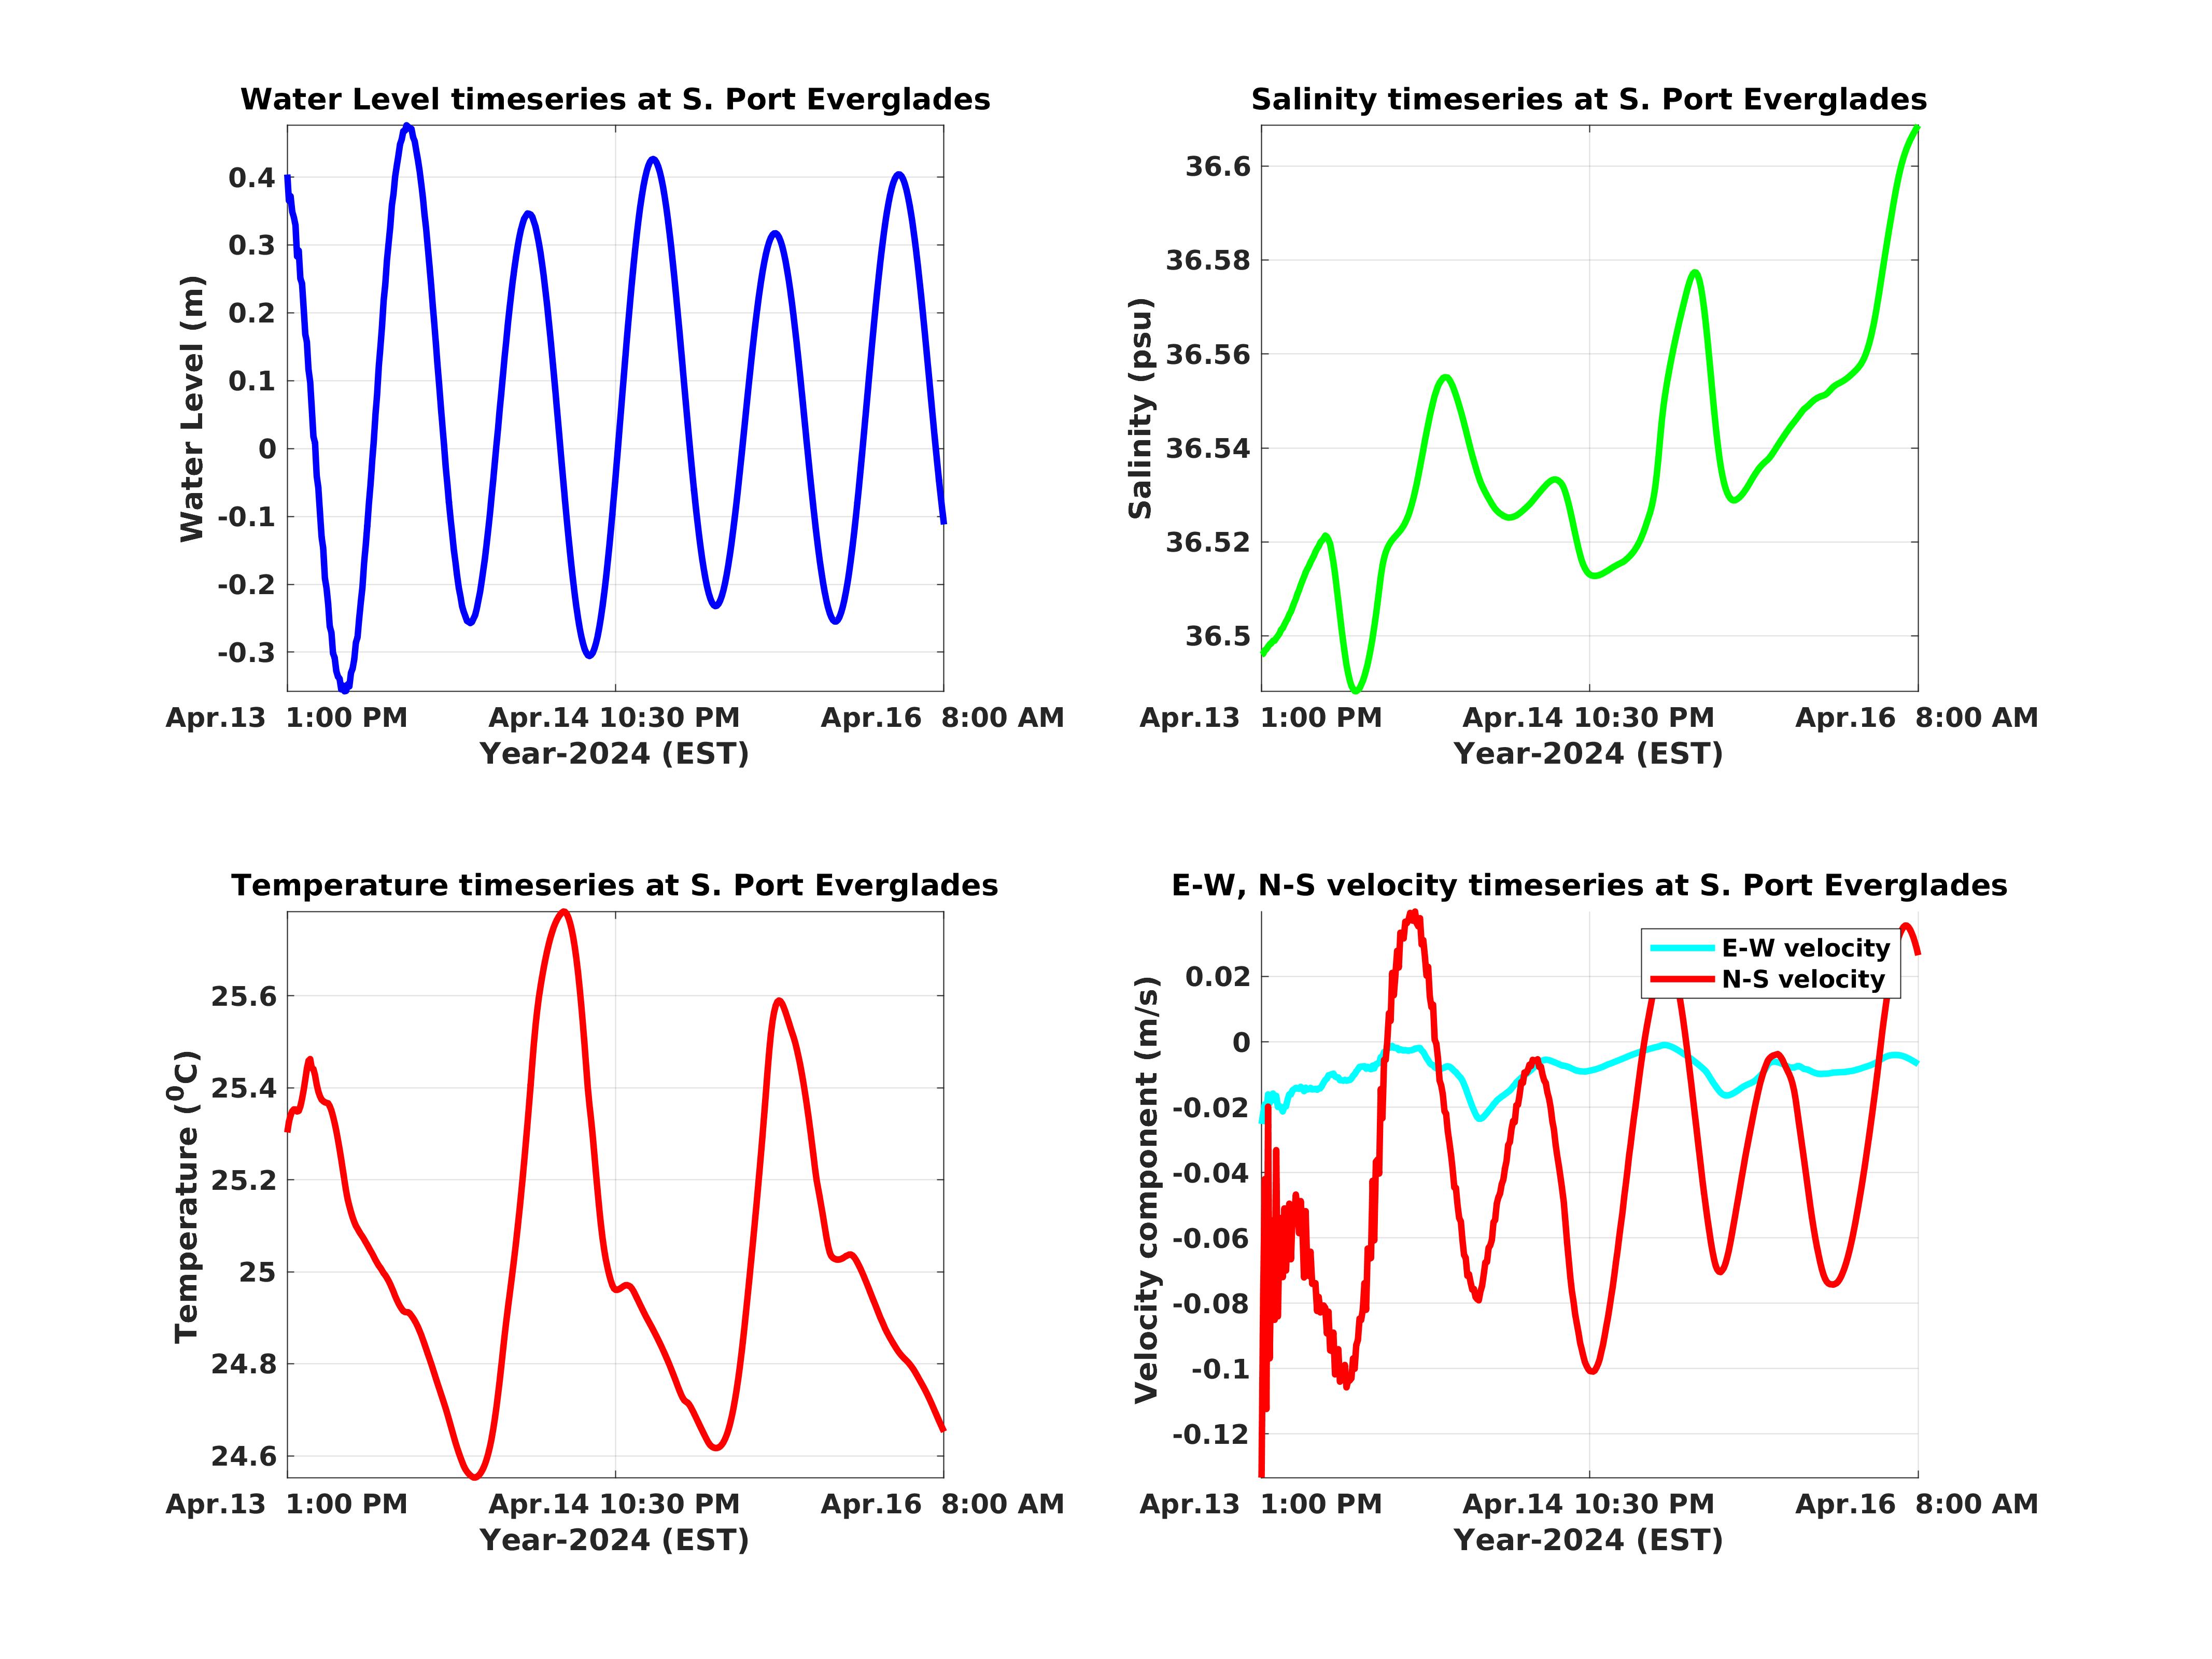 Water Level timeseries at S. Port Everglades
Water Level (m)
0.4
0.3
0.2
0.1
0
-0.1
-0.2
-0.3
Apr.13 1:00 PM
Apr.14 10:30 PM
Apr.16 8:00 AM
Year-2024 (EST)
Salinity timeseries at S. Port Everglades
Salinity (psu)
36.6
36.58
36.56
36.54
36.52
36.5
Apr.13 1:00 PM
Apr.14 10:30 PM
Apr.16 8:00 AM
Year-2024 (EST)
Temperature timeseries at S. Port Everglades
Temperature (⁰C)
25.6
25.4
25.2
25
24.8
24.6
Apr.13 1:00 PM
Apr.14 10:30 PM
Apr.16 8:00 AM
Year-2024 (EST)
E-W, N-S velocity timeseries at S. Port Everglades
Velocity component (m/s)
0.02
0
-0.02
-0.04
-0.06
-0.08
-0.1
-0.12
E-W velocity
N-S velocity
Apr.13 1:00 PM
Apr.14 10:30 PM
Apr.16 8:00 AM
Year-2024 (EST)